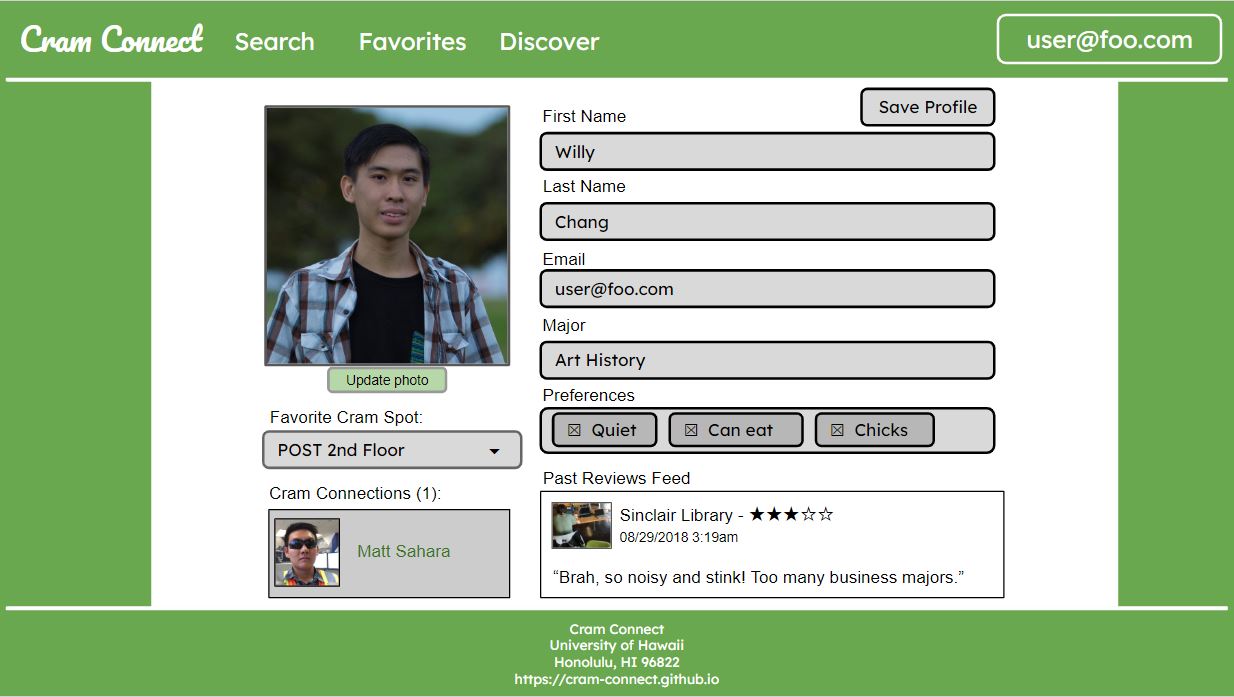 Cram Connect Search Favorites Discover user@foo.com
Save Profile
First Name
Willy
Last Name
Chang
Email
user@foo.com
Major
Art History
Preferences
☒ Quiet ☒ Can eat ☒ Chicks
Update photo
Favorite Cram Spot:
POST 2nd Floor
Cram Connections (1):
Matt Sahara
Past Reviews Feed
Sinclair Library - ★★★☆☆
08/29/2018 3:19am
“Brah, so noisy and stink! Too many business majors.”
Cram Connect
University of Hawaii
Honolulu, HI 96822
https://cram-connect.github.io